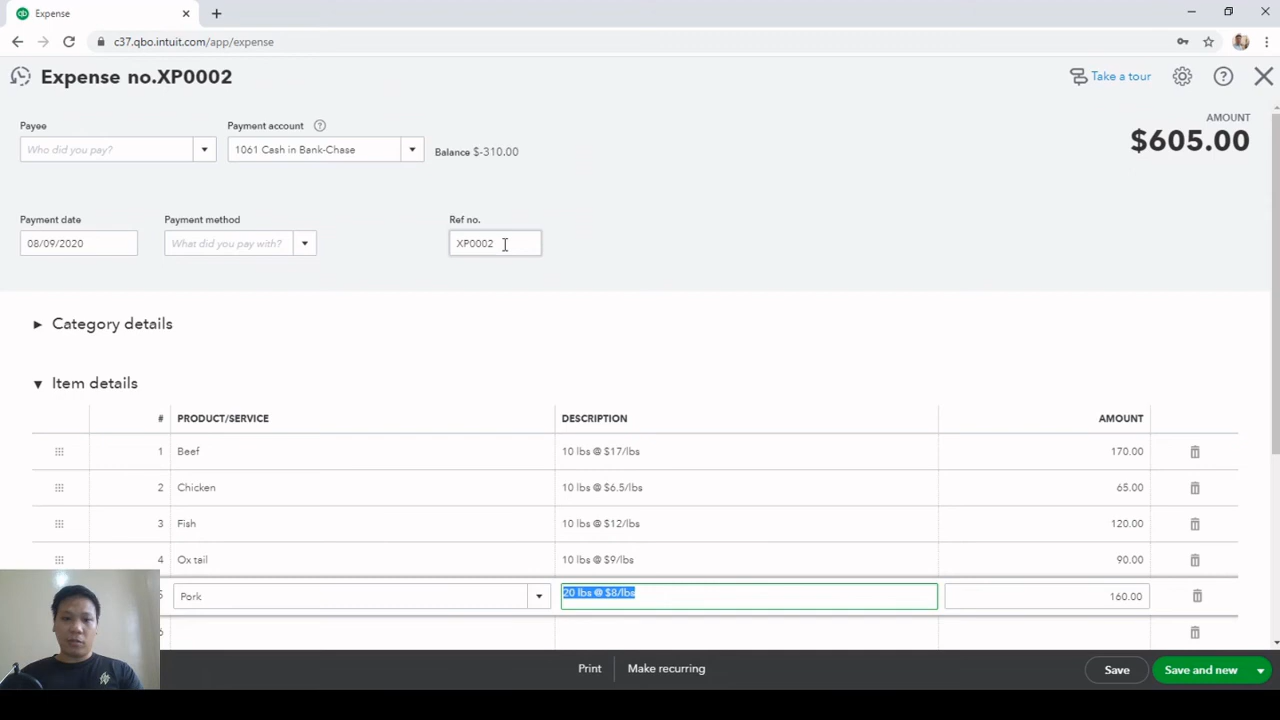 Expense
c37.qbo.intuit.com/app/expense
Expense no.XP0002
Take a tour
Payee
Payment account
AMOUNT
Who did you pay?
1061 Cash in Bank-Chase
Balance $-310.00
$605.00
Payment date
Payment method
Ref no.
08/09/2020
What did you pay with?
XP0002
Category details
Item details
# PRODUCT/SERVICE DESCRIPTION AMOUNT
1 Beef 10 lbs @ $17/lbs 170.00
2 Chicken 10 lbs @ $6.5/lbs 65.00
3 Fish 10 lbs @ $12/lbs 120.00
4 Ox tail 10 lbs @ $9/lbs 90.00
5 Pork 20 lbs @ $8/lbs 160.00
6
Print
Make recurring
Save
Save and new